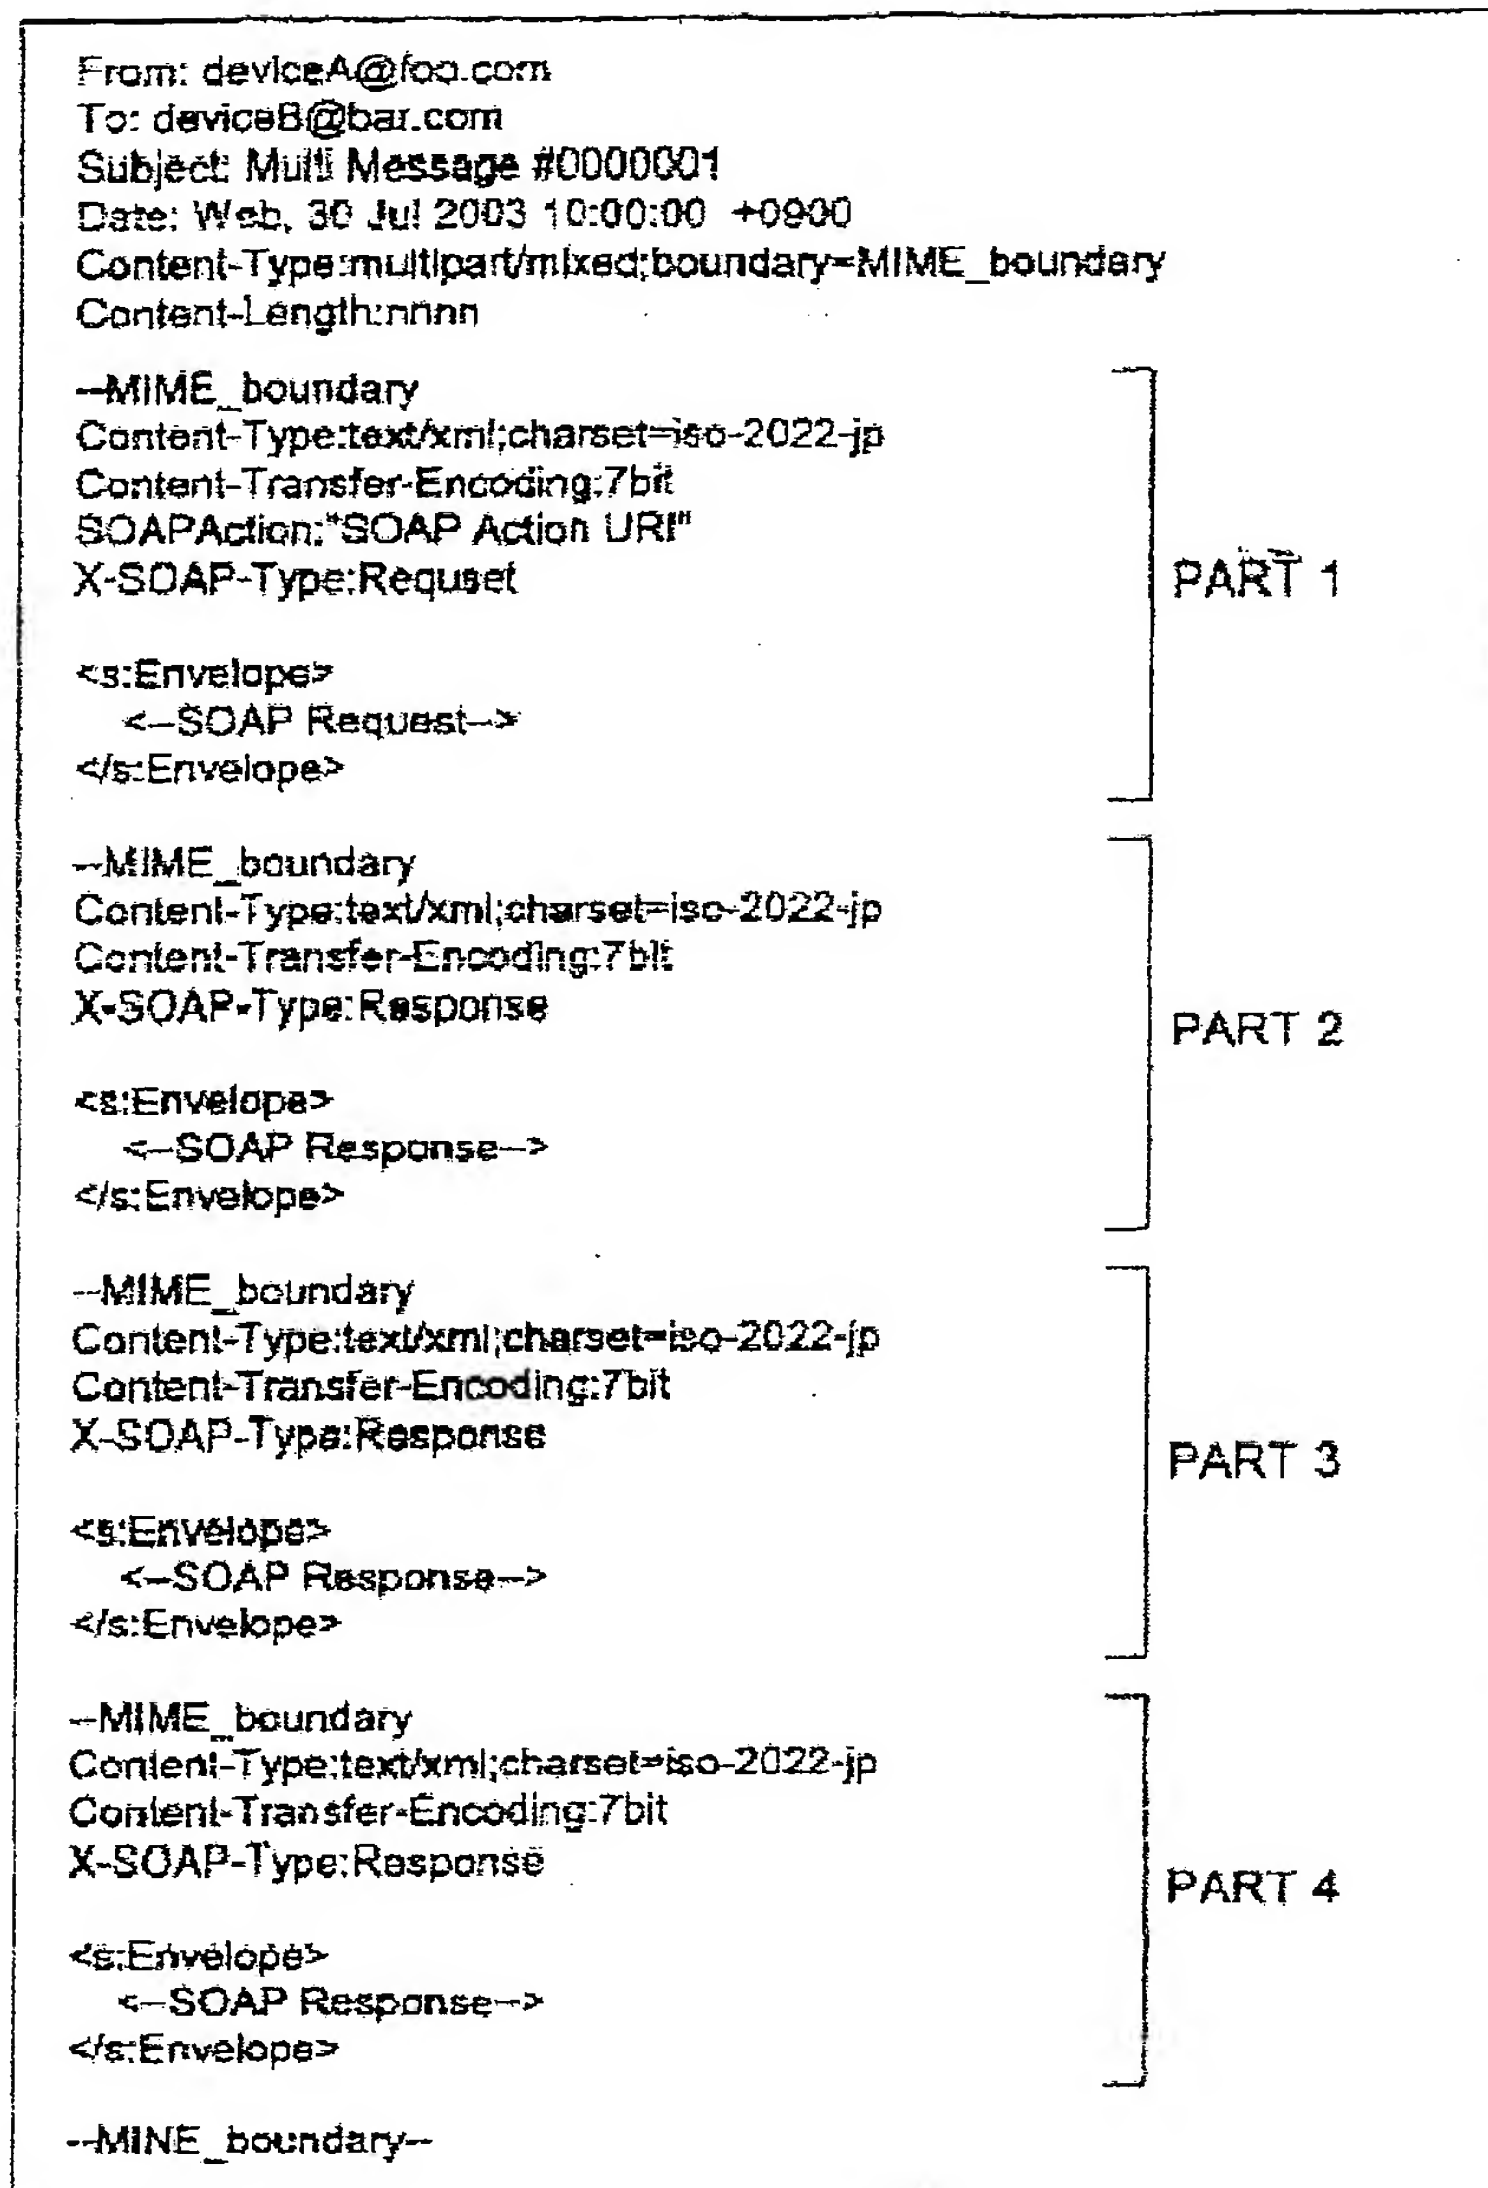 From: deviceA@foo.com
To: deviceB@bar.com
Subject: Multi Message #0000001
Date: Web, 30 Jul 2003 10:00:00 +0900
Content-Type:multipart/mixed;boundary=MIME_boundary
Content-Length:nnnn
--MIME_boundary
Content-Type:text/xml;charset=iso-2022-jp
Content-Transfer-Encoding:7bit
SOAPAction:"SOAP Action URI"
X-SOAP-Type:Requset
PART 1
<s:Envelope>
<--SOAP Request-->
</s:Envelope>
--MIME_boundary
Content-Type:text/xml;charset=iso-2022-jp
Content-Transfer-Encoding:7bit
X-SOAP-Type:Response
PART 2
<s:Envelope>
<--SOAP Response-->
</s:Envelope>
--MIME_boundary
Content-Type:text/xml;charset=iso-2022-jp
Content-Transfer-Encoding:7bit
X-SOAP-Type:Response
PART 3
<s:Envelope>
<--SOAP Response-->
</s:Envelope>
--MIME_boundary
Content-Type:text/xml;charset=iso-2022-jp
Content-Transfer-Encoding:7bit
X-SOAP-Type:Response
PART 4
<s:Envelope>
<--SOAP Response-->
</s:Envelope>
--MINE_boundary--